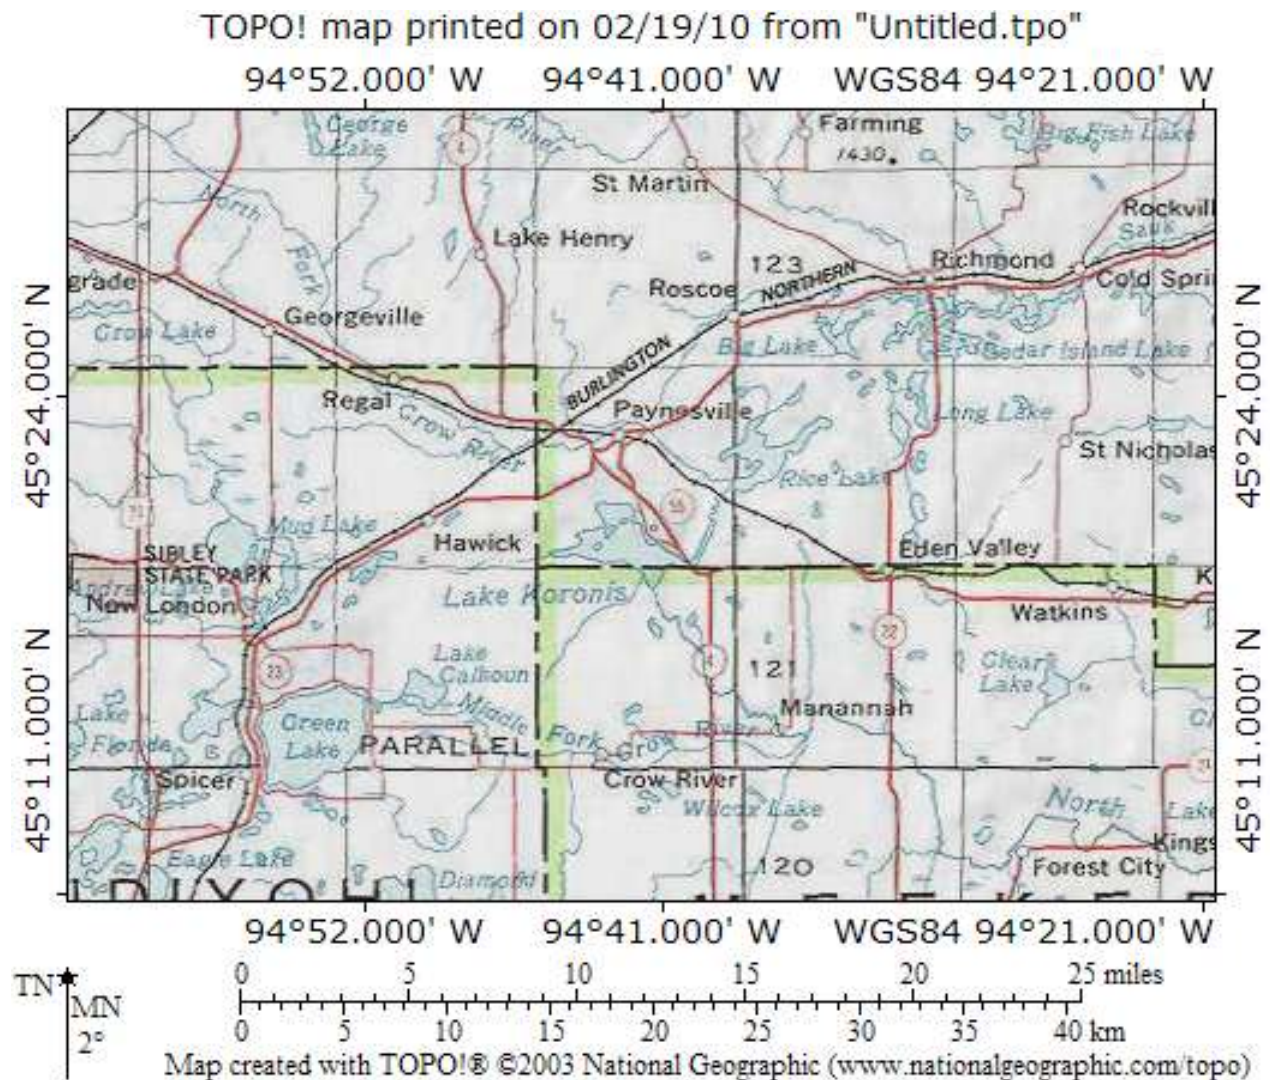 TOPO! map printed on 02/19/10 from "Untitled.tpo"
94°52.000' W 94°41.000' W WGS84 94°21.000' W
George Lake
River
Farming
1430
Big Fish Lake
4
St Martin
North Fork
Lake Henry
Rockvill
Sauk
123
Richmond
grade
Roscoe
BURLINGTON NORTHERN
Cold Sprin
Georgeville
Crow Lake
Big Lake
Cedar Island Lake
45°24.000' N
45°24.000' N
Regal
Crow River
Paynesville
Long Lake
Rice Lake
St Nicholas
71
55
Mud Lake
Hawick
Eden Valley
SIBLEY
STATE PARK
Andrew Lake
New London
Lake Koronis
K
Watkins
22
23
Lake
Calhoun
4
121
Clear
Lake
Green
Lake
Middle Fork Crow River
Manannah
Lake
Florida
PARALLEL
45°11.000' N
45°11.000' N
Spicer
Crow River
Wilcox Lake
North
Lake
Kings
Eagle Lake
Diamond
120
Forest City
94°52.000' W 94°41.000' W WGS84 94°21.000' W
TN
MN
2°
0 5 10 15 20 25 miles
0 5 10 15 20 25 30 35 40 km
Map created with TOPO!® ©2003 National Geographic (www.nationalgeographic.com/topo)